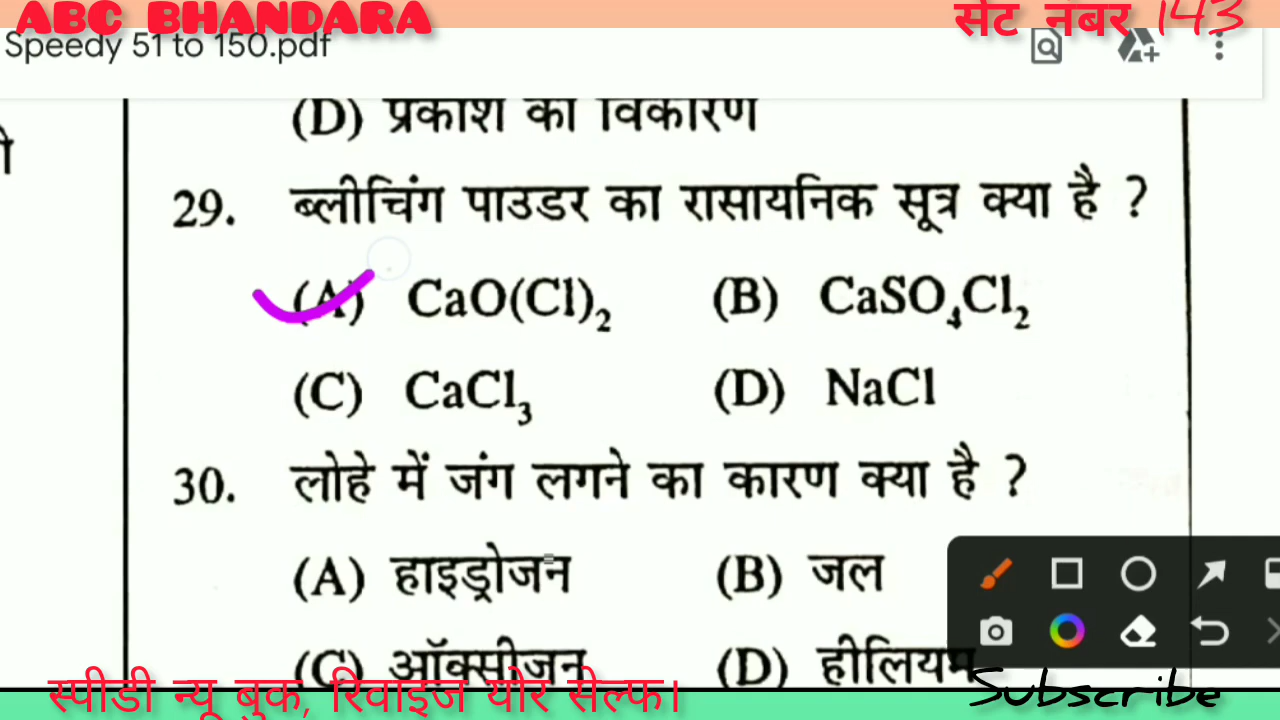 ABC BHANDARA
सेट नंबर 143
Speedy 51 to 150.pdf
(D) प्रकाश का विकिरण
29. ब्लीचिंग पाउडर का रासायनिक सूत्र क्या है ?
(A) CaO(Cl)₂ (B) CaSO₄Cl₂
(C) CaCl₃ (D) NaCl
30. लोहे में जंग लगने का कारण क्या है ?
(A) हाइड्रोजन (B) जल
(C) ऑक्सीजन (D) हीलियम
स्पीडी न्यू बुक, रिवाइज योर सेल्फ।
Subscribe